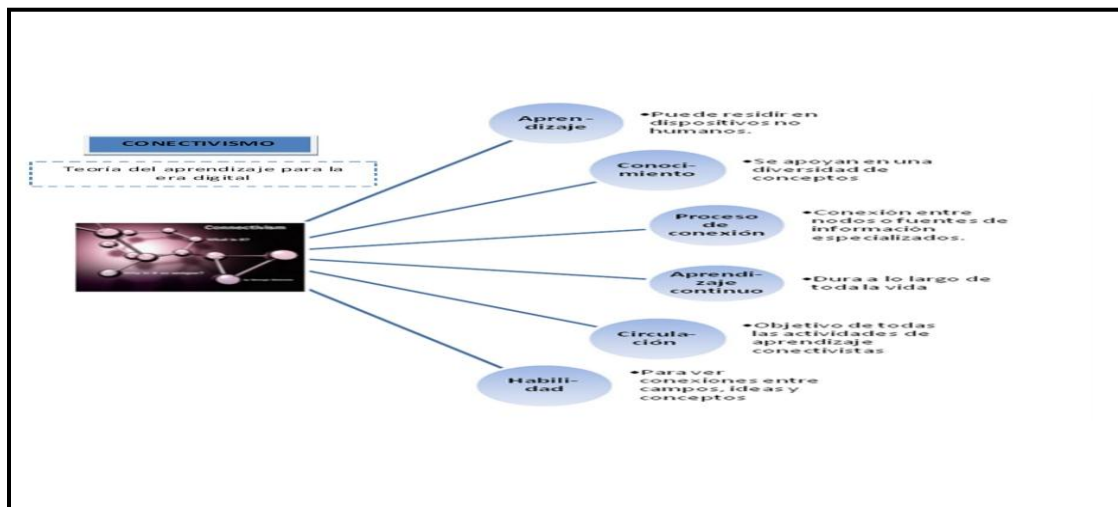 CONECTIVISMO
Teoría del aprendizaje para la
era digital
Connectivism
What is it?
Apren-
dizaje
•Puede residir en
dispositivos no
humanos.
Conoci-
miento
•Se apoyan en una
diversidad de
conceptos
Proceso
de
conexión
•Conexión entre
nodos o fuentes de
información
especializados.
Aprendi-
zaje
continuo
•Dura a lo largo de
toda la vida
Circula-
ción
•Objetivo de todas
las actividades de
aprendizaje
conectivistas
Habili-
dad
•Para ver
conexiones entre
campos, ideas y
conceptos